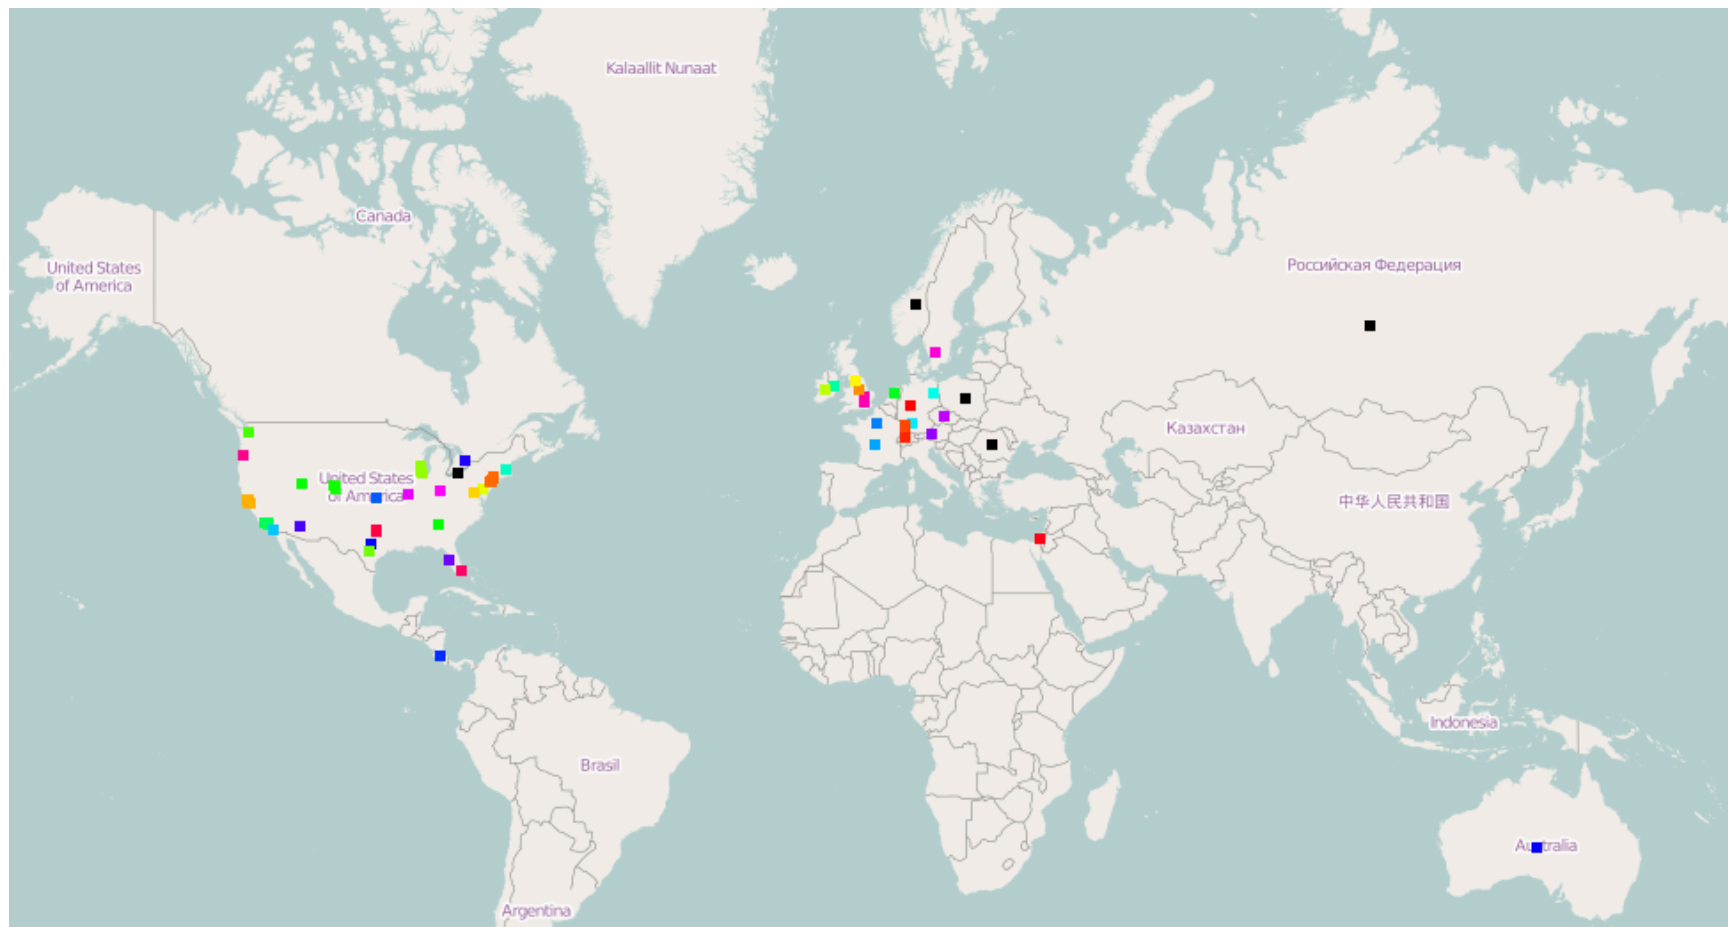 Kalaallit Nunaat
Canada
United States
of America
Российская Федерация
Казахстан
United States
of America
中华人民共和国
Indonesia
Brasil
Australia
Argentina